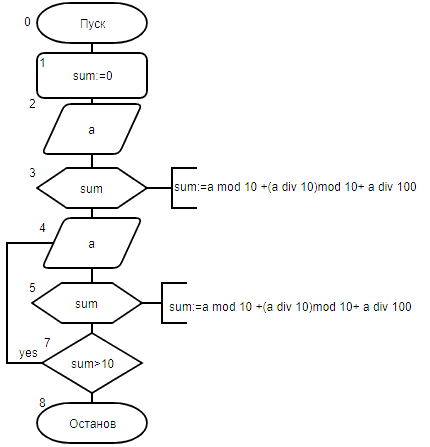 0
Пуск
1
sum:=0
2
a
3
sum
sum:=a mod 10 +(a div 10)mod 10+ a div 100
4
a
5
sum
sum:=a mod 10 +(a div 10)mod 10+ a div 100
7
yes
sum>10
8
Останов